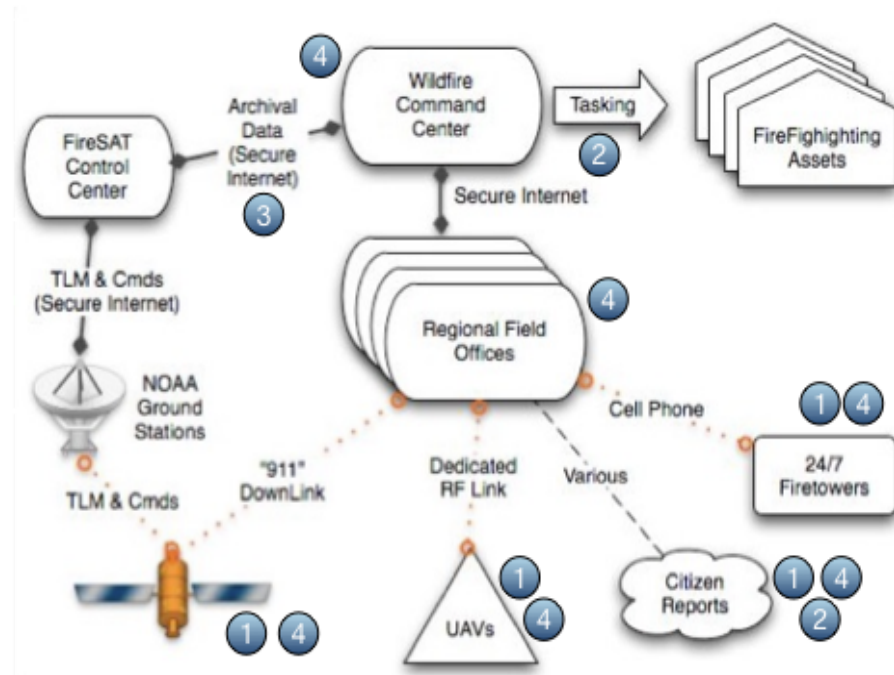 4
Wildfire
Command
Center
Archival
Data
(Secure
Internet)
3
FireSAT
Control
Center
Tasking
2
FireFighighting
Assets
Secure Internet
TLM & Cmds
(Secure Internet)
Regional Field
Offices
4
NOAA
Ground
Stations
Cell Phone
1 4
24/7
Firetowers
"911"
DownLink
Dedicated
RF Link
Various
TLM & Cmds
1 4
UAVs
1
4
Citizen
Reports
1 4
2